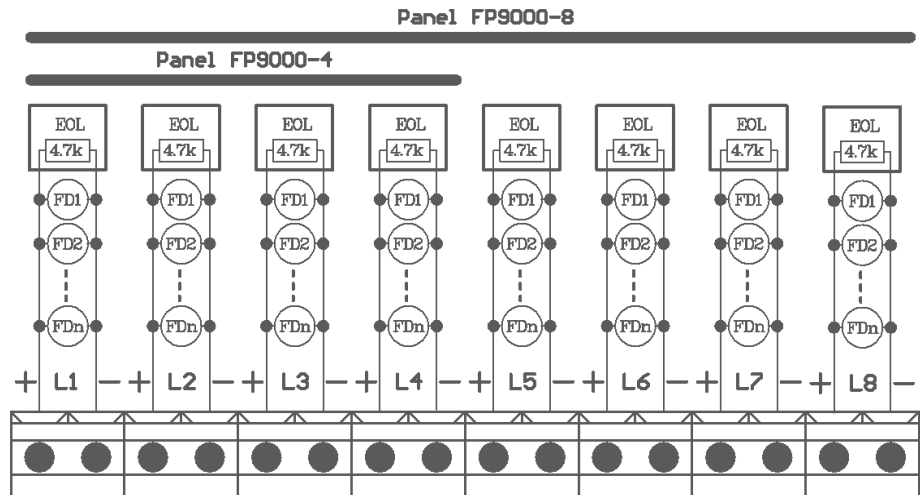 Panel FP9000-8
Panel FP9000-4
EOL EOL EOL EOL EOL EOL EOL EOL
4.7k 4.7k 4.7k 4.7k 4.7k 4.7k 4.7k 4.7k
FD1 FD1 FD1 FD1 FD1 FD1 FD1 FD1
FD2 FD2 FD2 FD2 FD2 FD2 FD2 FD2
FDn FDn FDn FDn FDn FDn FDn FDn
+ L1 - + L2 - + L3 - + L4 - + L5 - + L6 - + L7 - + L8 -